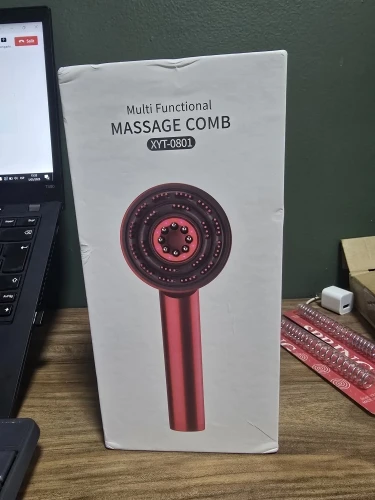 Multi Functional
MASSAGE COMB
XYT-0801